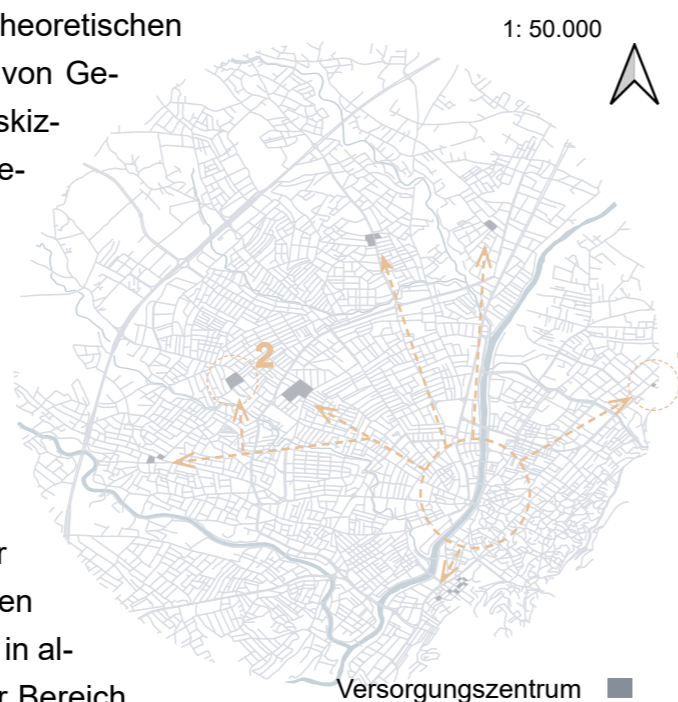 heoretischen
von Ge-
skiz-
e-
1: 50.000
2
r
en
in al-
r Bereich
Versorgungszentrum